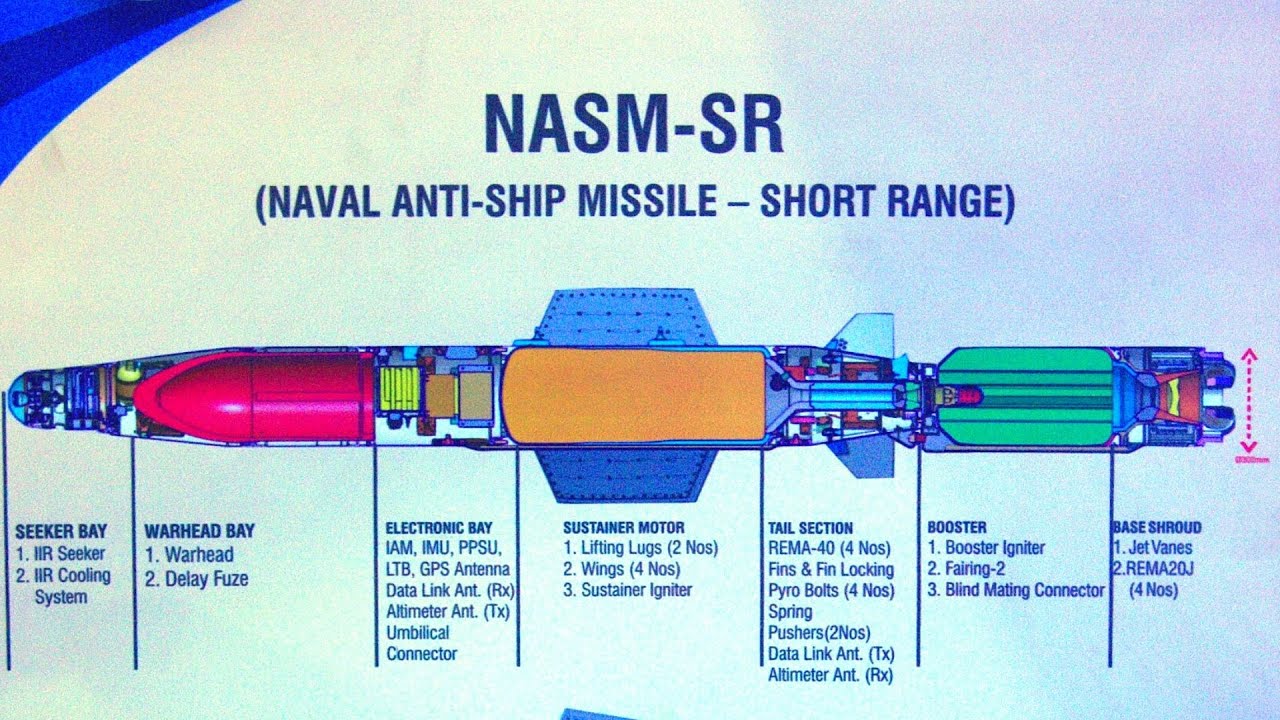 NASM-SR
(NAVAL ANTI-SHIP MISSILE – SHORT RANGE)
Ø300mm
SEEKER BAY
1. IIR Seeker
2. IIR Cooling
System
WARHEAD BAY
1. Warhead
2. Delay Fuze
ELECTRONIC BAY
IAM, IMU, PPSU,
LTB, GPS Antenna
Data Link Ant. (Rx)
Altimeter Ant. (Tx)
Umbilical
Connector
SUSTAINER MOTOR
1. Lifting Lugs (2 Nos)
2. Wings (4 Nos)
3. Sustainer Igniter
TAIL SECTION
REMA-40 (4 Nos)
Fins & Fin Locking
Pyro Bolts (4 Nos)
Spring
Pushers(2Nos)
Data Link Ant. (Tx)
Altimeter Ant. (Rx)
BOOSTER
1. Booster Igniter
2. Fairing-2
3. Blind Mating Connector
BASE SHROUD
1. Jet Vanes
2.REMA20J
(4 Nos)